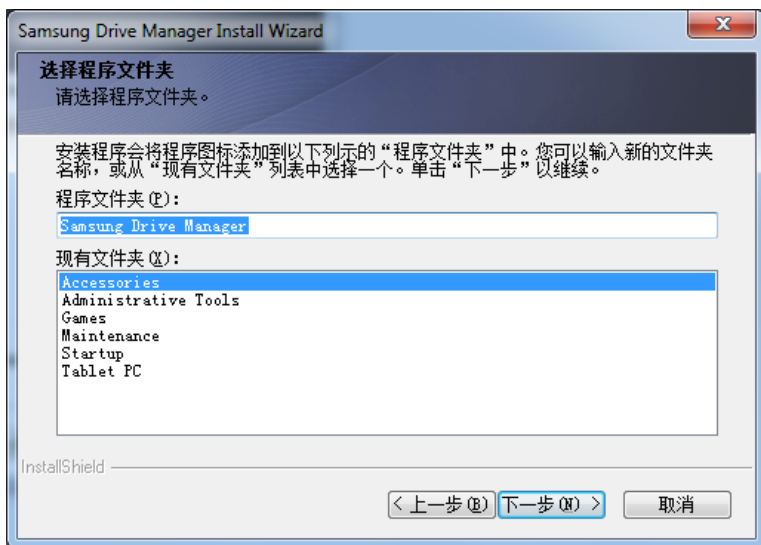 Samsung Drive Manager Install Wizard
选择程序文件夹
请选择程序文件夹。
安装程序会将程序图标添加到以下列示的“程序文件夹”中。您可以输入新的文件夹
名称，或从“现有文件夹”列表中选择一个。单击“下一步”以继续。
程序文件夹(P)：
Samsung Drive Manager
现有文件夹(X)：
Accessories
Administrative Tools
Games
Maintenance
Startup
Tablet PC
InstallShield
< 上一步(B) 下一步(N) > 取消